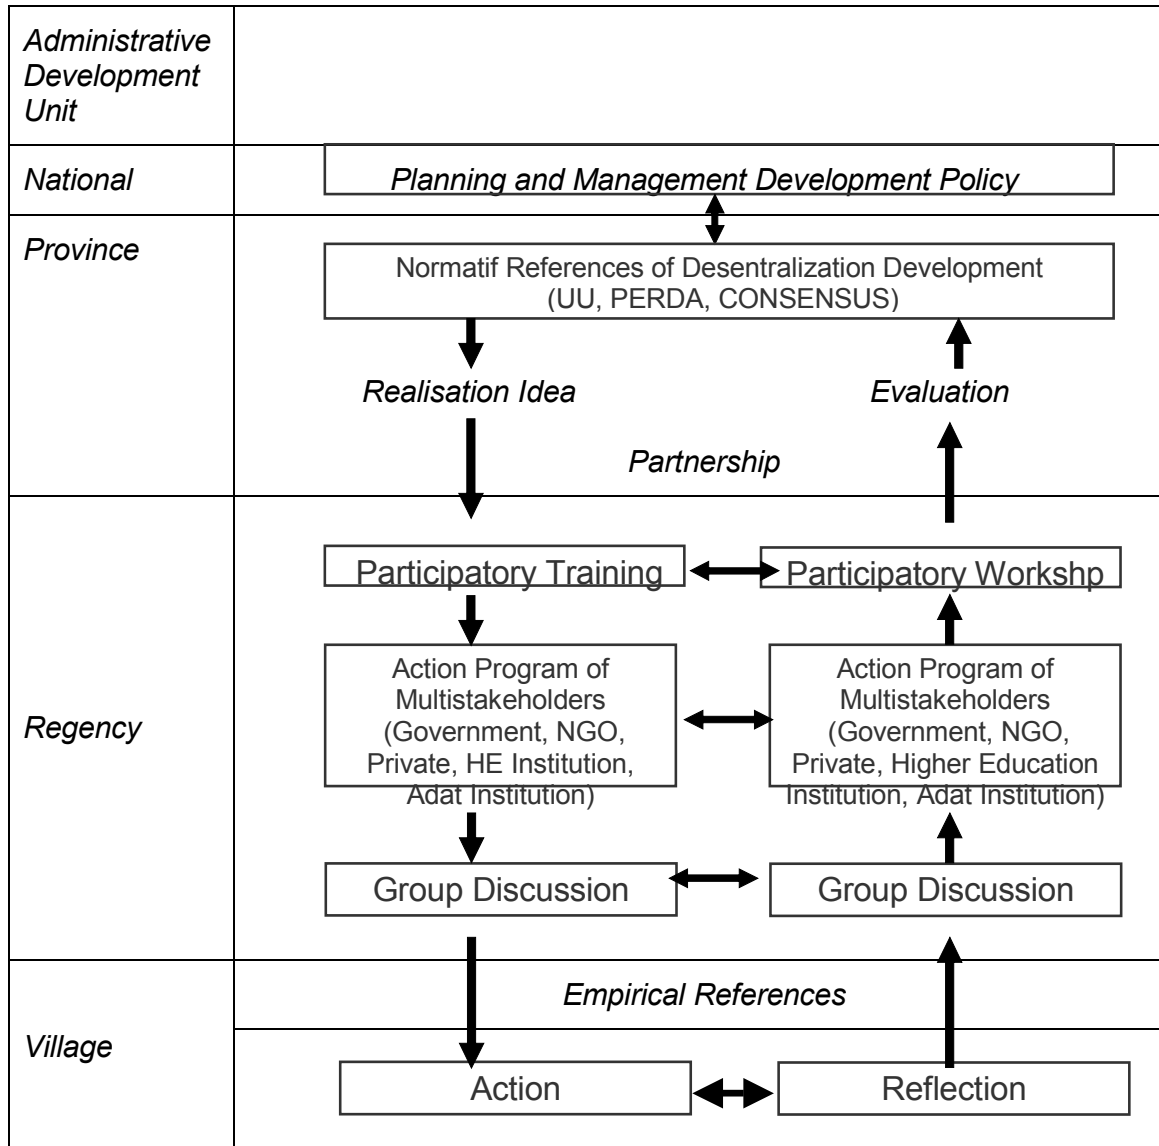 Administrative
Development
Unit
National
Planning and Management Development Policy
Province
Normatif References of Desentralization Development
(UU, PERDA, CONSENSUS)
Realisation Idea
Evaluation
Partnership
Regency
Participatory Training
Participatory Workshp
Action Program of
Multistakeholders
(Government, NGO,
Private, HE Institution,
Adat Institution)
Action Program of
Multistakeholders
(Government, NGO,
Private, Higher Education
Institution, Adat Institution)
Group Discussion
Group Discussion
Village
Empirical References
Action
Reflection